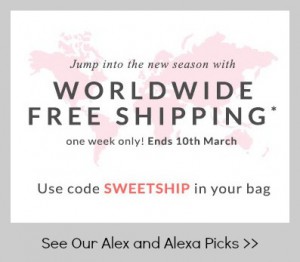 Jump into the new season with
WORLDWIDE
FREE SHIPPING*
one week only! Ends 10th March
Use code SWEETSHIP in your bag
See Our Alex and Alexa Picks >>